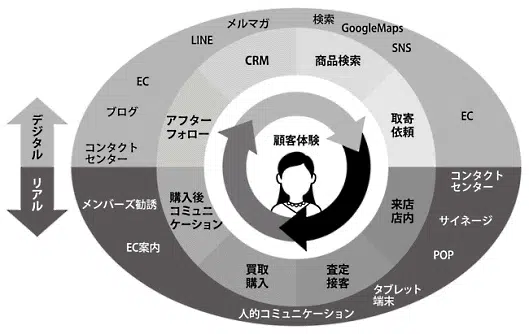 検索
メルマガ
GoogleMaps
LINE
SNS
CRM
商品検索
EC
EC
ブログ
アフター
フォロー
取寄
依頼
コンタクト
センター
顧客体験
デジタル
リアル
コンタクト
センター
メンバーズ勧誘
購入後
コミュニ
ケーション
来店
店内
サイネージ
EC案内
POP
買取
購入
査定
接客
タブレット
端末
人的コミュニケーション